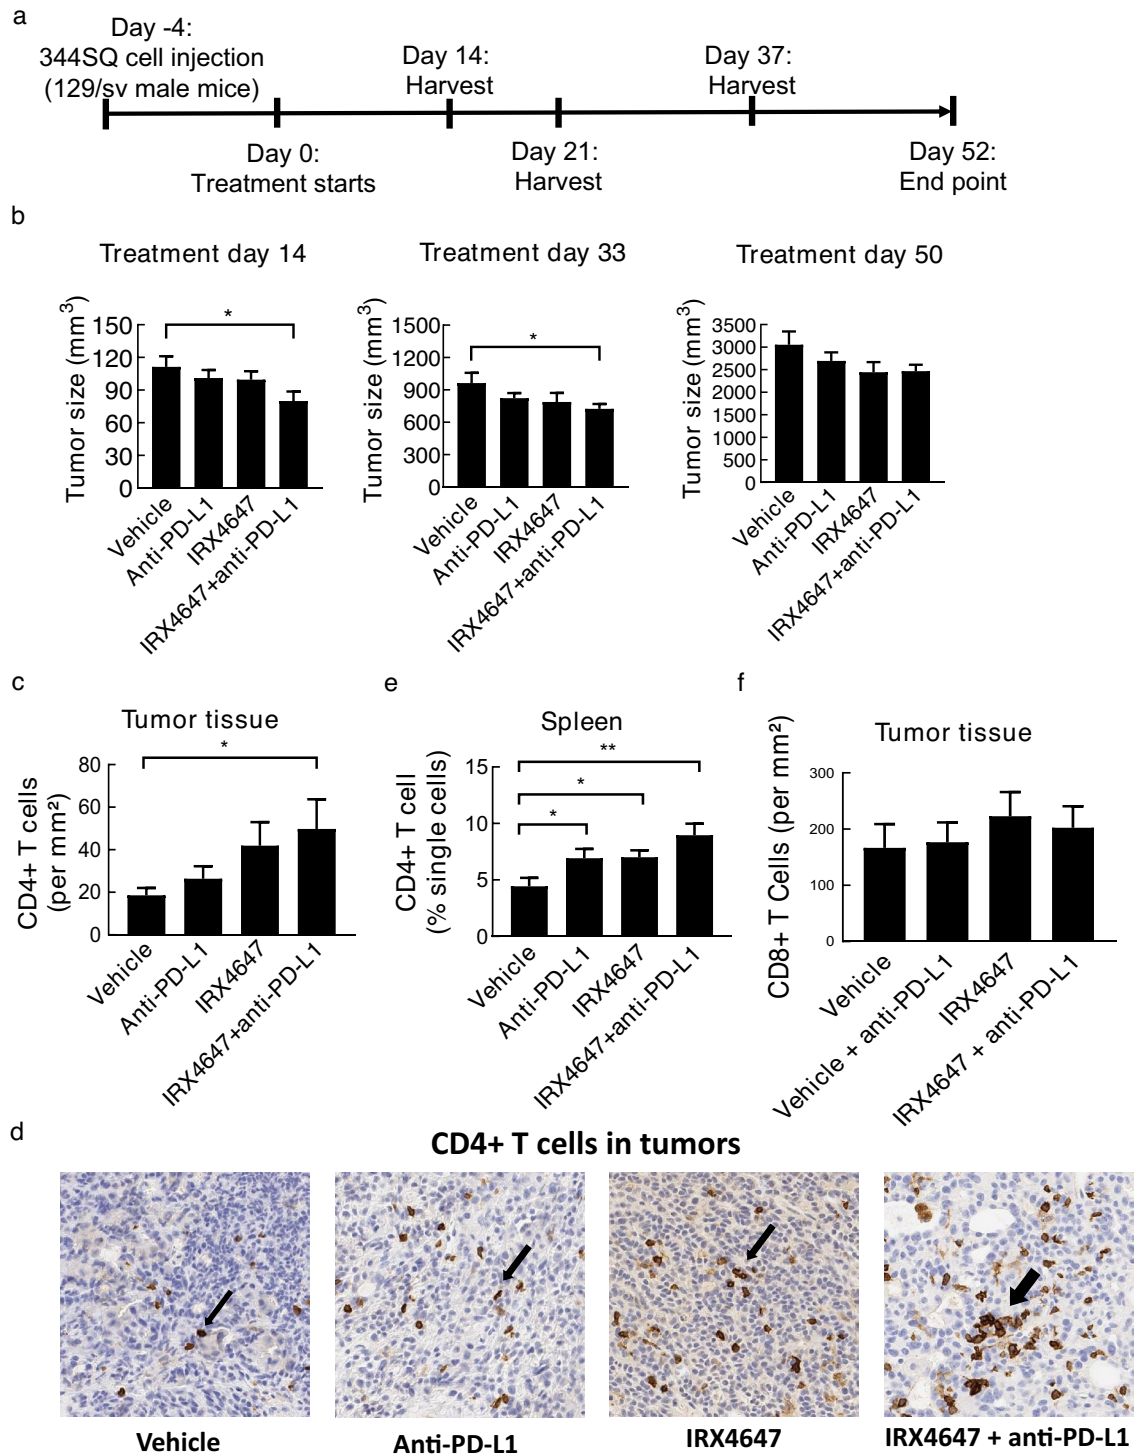 a
Day -4:
344SQ cell injection
(129/sv male mice)
Day 14:
Harvest
Day 37:
Harvest
Day 0:
Treatment starts
Day 21:
Harvest
Day 52:
End point
b
Treatment day 14
Tumor size (mm³)
150
120
90
60
30
0
*
Vehicle
Anti-PD-L1
IRX4647
IRX4647+anti-PD-L1
Treatment day 33
Tumor size (mm³)
1500
1200
900
600
300
0
*
Vehicle
Anti-PD-L1
IRX4647
IRX4647+anti-PD-L1
Treatment day 50
Tumor size (mm³)
3500
3000
2500
2000
1500
1000
500
0
Vehicle
Anti-PD-L1
IRX4647
IRX4647+anti-PD-L1
c
Tumor tissue
CD4+ T cells
(per mm²)
80
60
40
20
0
*
Vehicle
Anti-PD-L1
IRX4647
IRX4647+anti-PD-L1
e
Spleen
CD4+ T cell
(% single cells)
15
10
5
0
**
*
*
Vehicle
Anti-PD-L1
IRX4647
IRX4647+anti-PD-L1
f
Tumor tissue
CD8+ T Cells (per mm²)
300
200
100
0
Vehicle
Vehicle + anti-PD-L1
IRX4647
IRX4647 + anti-PD-L1
d
CD4+ T cells in tumors
Vehicle
Anti-PD-L1
IRX4647
IRX4647 + anti-PD-L1